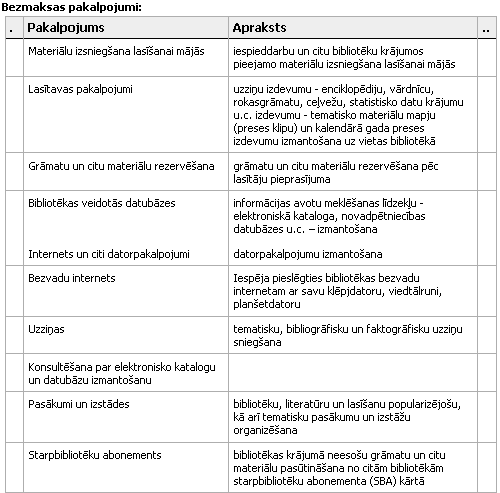 Bezmaksas pakalpojumi:
. Pakalpojums Apraksts ..
Materiālu izsniegšana lasīšanai mājās
iespieddarbu un citu bibliotēku krājumos
pieejamo materiālu izsniegšana lasīšanai mājās
Lasītavas pakalpojumi
uzziņu izdevumu - enciklopēdiju, vārdnīcu,
rokasgrāmatu, ceļvežu, statistisko datu krājumu
u.c. izdevumu - tematisko materiālu mapju
(preses klipu) un kalendārā gada preses
izdevumu izmantošana uz vietas bibliotēkā
Grāmatu un citu materiālu rezervēšana
grāmatu un citu materiālu rezervēšana pēc
lasītāju pieprasījuma
Bibliotēkas veidotās datubāzes
informācijas avotu meklēšanas līdzekļu -
elektroniskā kataloga, novadpētniecības
datubāzes u.c. – izmantošana
Internets un citi datorpakalpojumi
datorpakalpojumu izmantošana
Bezvadu internets
Iespēja pieslēgties bibliotēkas bezvadu
internetam ar savu klēpjdatoru, viedtālruni,
planšetdatoru
Uzziņas
tematisku, bibliogrāfisku un faktogrāfisku uzziņu
sniegšana
Konsultēšana par elektronisko katalogu
un datubāzu izmantošanu
Pasākumi un izstādes
bibliotēku, literatūru un lasīšanu popularizējošu,
kā arī tematisku pasākumu un izstāžu
organizēšana
Starpbibliotēku abonements
bibliotēkas krājumā neesošu grāmatu un citu
materiālu pasūtināšana no citām bibliotēkām
starpbibliotēku abonementa (SBA) kārtā